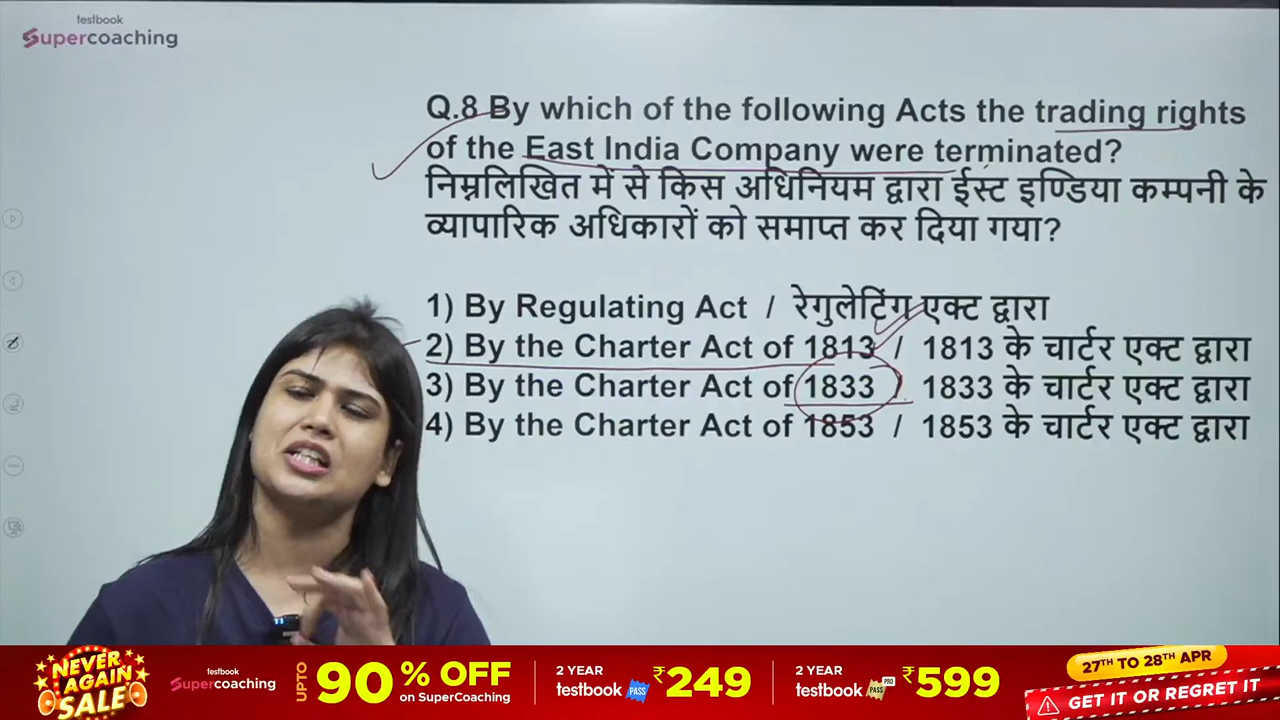 testbook
Supercoaching
Q.8 By which of the following Acts the trading rights
of the East India Company were terminated?
निम्नलिखित में से किस अधिनियम द्वारा ईस्ट इण्डिया कम्पनी के
व्यापारिक अधिकारों को समाप्त कर दिया गया?
1) By Regulating Act / रेगुलेटिंग एक्ट द्वारा
2) By the Charter Act of 1813 / 1813 के चार्टर एक्ट द्वारा
3) By the Charter Act of 1833 / 1833 के चार्टर एक्ट द्वारा
4) By the Charter Act of 1853 / 1853 के चार्टर एक्ट द्वारा
NEVER AGAIN SALE
testbook
Supercoaching
UPTO 90% OFF
on SuperCoaching
2 YEAR
testbook PASS ₹249
2 YEAR
testbook PASS PRO ₹599
27TH TO 28TH APR
GET IT OR REGRET IT